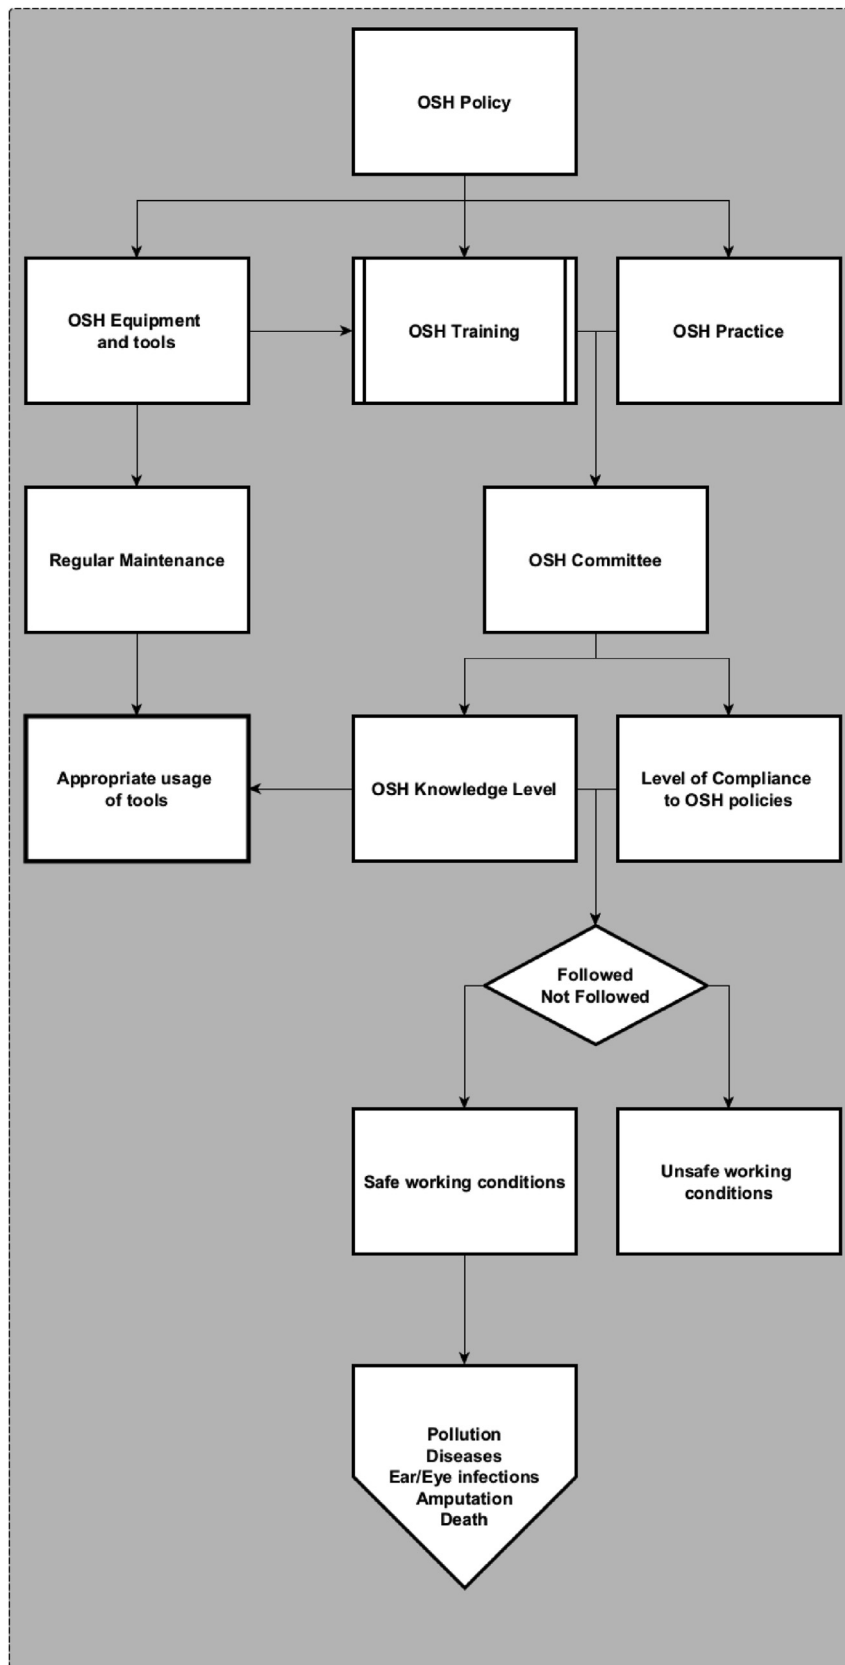 OSH Policy
OSH Equipment
and tools
OSH Training
OSH Practice
Regular Maintenance
OSH Committee
Appropriate usage
of tools
OSH Knowledge Level
Level of Compliance
to OSH policies
Followed
Not Followed
Safe working conditions
Unsafe working
conditions
Pollution
Diseases
Ear/Eye infections
Amputation
Death